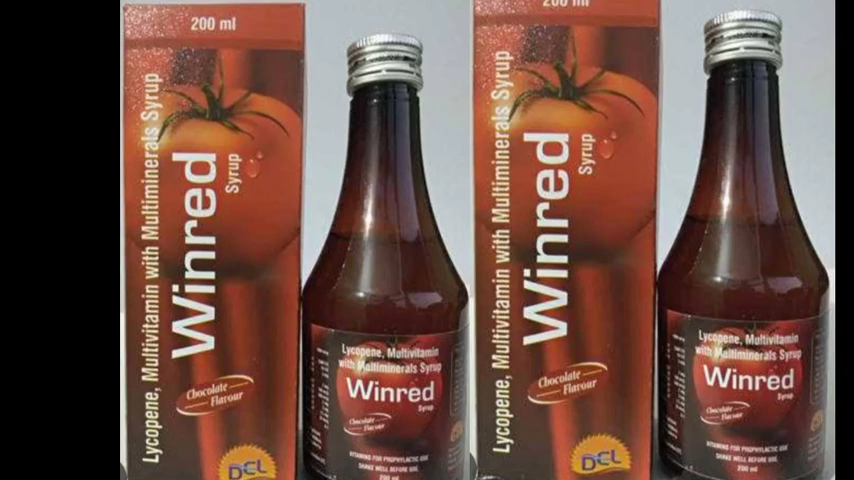 200 ml
Lycopene, Multivitamin with Multiminerals Syrup
Winred
Syrup
Chocolate
Flavour
DCL
Lycopene, Multivitamin
with Multiminerals Syrup
Winred
Syrup
Chocolate
Flavour
VITAMINS FOR PROPHYLACTIC USE
SHAKE WELL BEFORE USE
200 ml
200 ml
Lycopene, Multivitamin with Multiminerals Syrup
Winred
Syrup
Chocolate
Flavour
DCL
Lycopene, Multivitamin
with Multiminerals Syrup
Winred
Syrup
Chocolate
Flavour
VITAMINS FOR PROPHYLACTIC USE
SHAKE WELL BEFORE USE
200 ml